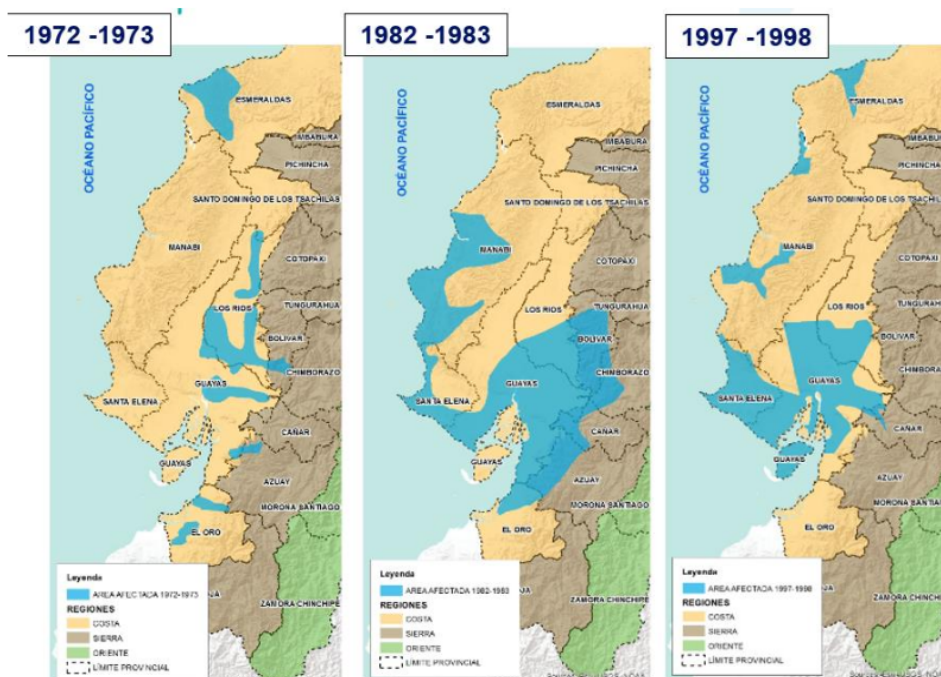 1972 -1973
OCÉANO PACÍFICO
ESMERALDAS
IMBABURA
PICHINCHA
SANTO DOMINGO DE LOS TSACHILAS
MANABI
COTOPAXI
LOS RIOS
TUNGURAHUA
BOLIVAR
CHIMBORAZO
GUAYAS
SANTA ELENA
CAÑAR
GUAYAS
AZUAY
MORONA SANTIAGO
EL ORO
ZAMORA CHINCHIPE
Leyenda
AREA AFECTADA 1972-1973
REGIONES
COSTA
SIERRA
ORIENTE
LÍMITE PROVINCIAL
1982 -1983
OCÉANO PACÍFICO
ESMERALDAS
IMBABURA
PICHINCHA
SANTO DOMINGO DE LOS TSACHILAS
MANABI
COTOPAXI
LOS RIOS
TUNGURAHUA
BOLIVAR
CHIMBORAZO
GUAYAS
SANTA ELENA
CAÑAR
GUAYAS
AZUAY
MORONA SANTIAGO
EL ORO
ZAMORA CHINCHIPE
Leyenda
AREA AFECTADA 1982-1983
REGIONES
COSTA
SIERRA
ORIENTE
LÍMITE PROVINCIAL
1997 -1998
OCÉANO PACÍFICO
ESMERALDAS
IMBABURA
PICHINCHA
SANTO DOMINGO DE LOS TSACHILAS
MANABI
COTOPAXI
LOS RIOS
TUNGURAHUA
BOLIVAR
CHIMBORAZO
GUAYAS
SANTA ELENA
CAÑAR
GUAYAS
AZUAY
MORONA SANTIAGO
EL ORO
ZAMORA CHINCHIPE
Leyenda
AREA AFECTADA 1997-1998
REGIONES
COSTA
SIERRA
ORIENTE
LÍMITE PROVINCIAL